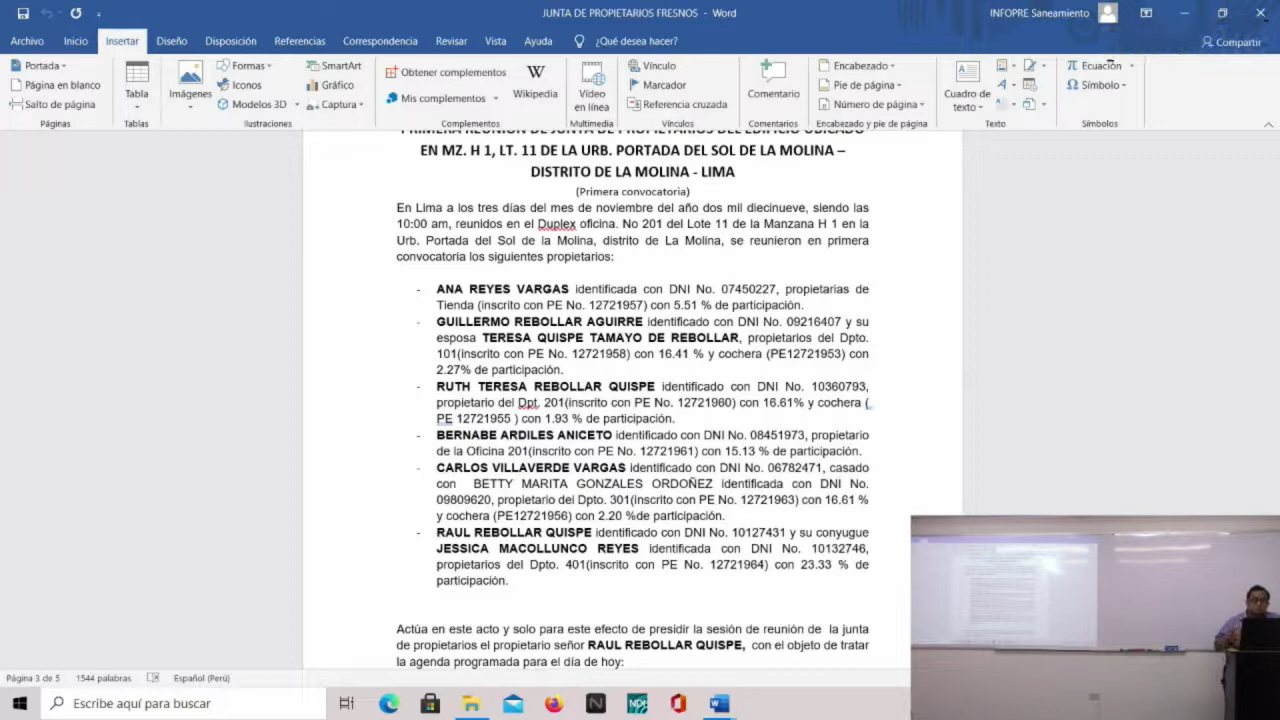 JUNTA DE PROPIETARIOS FRESNOS - Word
INFOPRE Saneamiento
Archivo Inicio Insertar Diseño Disposición Referencias Correspondencia Revisar Vista Ayuda ¿Qué desea hacer? Compartir
Portada
Página en blanco
Salto de página
Páginas
Tabla
Tablas
Imágenes
Formas
Iconos
Modelos 3D
SmartArt
Gráfico
Captura
Ilustraciones
Obtener complementos
Mis complementos
Wikipedia
Complementos
Vídeo en línea
Multimedia
Vínculo
Marcador
Referencia cruzada
Vínculos
Comentario
Comentarios
Encabezado
Pie de página
Número de página
Encabezado y pie de página
Cuadro de texto
Texto
Ecuación
Símbolo
Símbolos
PRIMERA REUNION DE JUNTA DE PROPIETARIOS DEL EDIFICIO UBICADO
EN MZ. H 1, LT. 11 DE LA URB. PORTADA DEL SOL DE LA MOLINA –
DISTRITO DE LA MOLINA - LIMA
(Primera convocatoria)
En Lima a los tres días del mes de noviembre del año dos mil diecinueve, siendo las
10:00 am, reunidos en el Duplex oficina. No 201 del Lote 11 de la Manzana H 1 en la
Urb. Portada del Sol de la Molina, distrito de La Molina, se reunieron en primera
convocatoria los siguientes propietarios:
- ANA REYES VARGAS identificada con DNI No. 07450227, propietarias de
Tienda (inscrito con PE No. 12721957) con 5.51 % de participación.
- GUILLERMO REBOLLAR AGUIRRE identificado con DNI No. 09216407 y su
esposa TERESA QUISPE TAMAYO DE REBOLLAR, propietarios del Dpto.
101(inscrito con PE No. 12721958) con 16.41 % y cochera (PE12721953) con
2.27% de participación.
- RUTH TERESA REBOLLAR QUISPE identificado con DNI No. 10360793,
propietario del Dpt. 201(inscrito con PE No. 12721960) con 16.61% y cochera (
PE 12721955 ) con 1.93 % de participación.
- BERNABE ARDILES ANICETO identificado con DNI No. 08451973, propietario
de la Oficina 201(inscrito con PE No. 12721961) con 15.13 % de participación.
- CARLOS VILLAVERDE VARGAS identificado con DNI No. 06782471, casado
con BETTY MARITA GONZALES ORDOÑEZ identificada con DNI No.
09809620, propietario del Dpto. 301(inscrito con PE No. 12721963) con 16.61 %
y cochera (PE12721956) con 2.20 %de participación.
- RAUL REBOLLAR QUISPE identificado con DNI No. 10127431 y su conyugue
JESSICA MACOLLUNCO REYES identificada con DNI No. 10132746,
propietarios del Dpto. 401(inscrito con PE No. 12721964) con 23.33 % de
participación.
Actúa en este acto y solo para este efecto de presidir la sesión de reunión de la junta
de propietarios el propietario señor RAUL REBOLLAR QUISPE, con el objeto de tratar
la agenda programada para el día de hoy:
Página 3 de 5 1544 palabras Español (Perú)
Escribe aquí para buscar